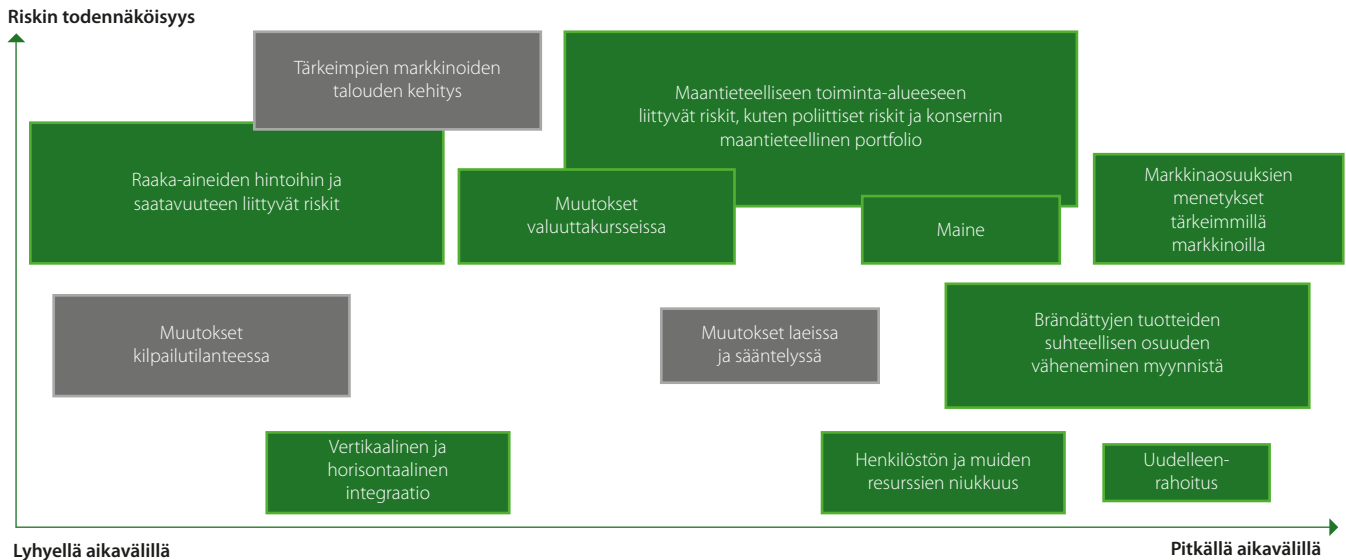 Riskin todennäköisyys
Tärkeimpien markkinoiden
talouden kehitys
Maantieteelliseen toiminta-alueeseen
liittyvät riskit, kuten poliittiset riskit ja konsernin
maantieteellinen portfolio
Raaka-aineiden hintoihin ja
saatavuuteen liittyvät riskit
Muutokset
valuuttakursseissa
Maine
Markkinaosuuksien
menetykset
tärkeimmillä
markkinoilla
Muutokset
kilpailutilanteessa
Muutokset laeissa
ja sääntelyssä
Brändättyjen tuotteiden
suhteellisen osuuden
väheneminen myynnistä
Vertikaalinen ja
horisontaalinen
integraatio
Henkilöstön ja muiden
resurssien niukkuus
Uudelleen-
rahoitus
Lyhyellä aikavälillä
Pitkällä aikavälillä